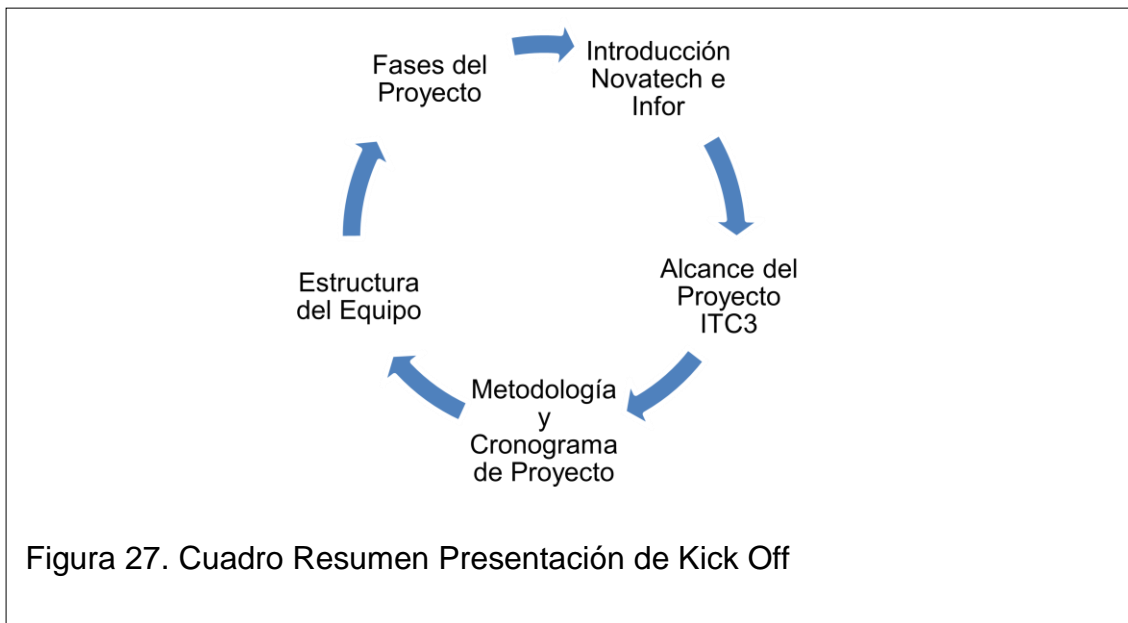 Introducción
Novatech e
Infor
Alcance del
Proyecto
ITC3
Metodología
y
Cronograma
de Proyecto
Estructura
del Equipo
Fases del
Proyecto
Figura 27. Cuadro Resumen Presentación de Kick Off